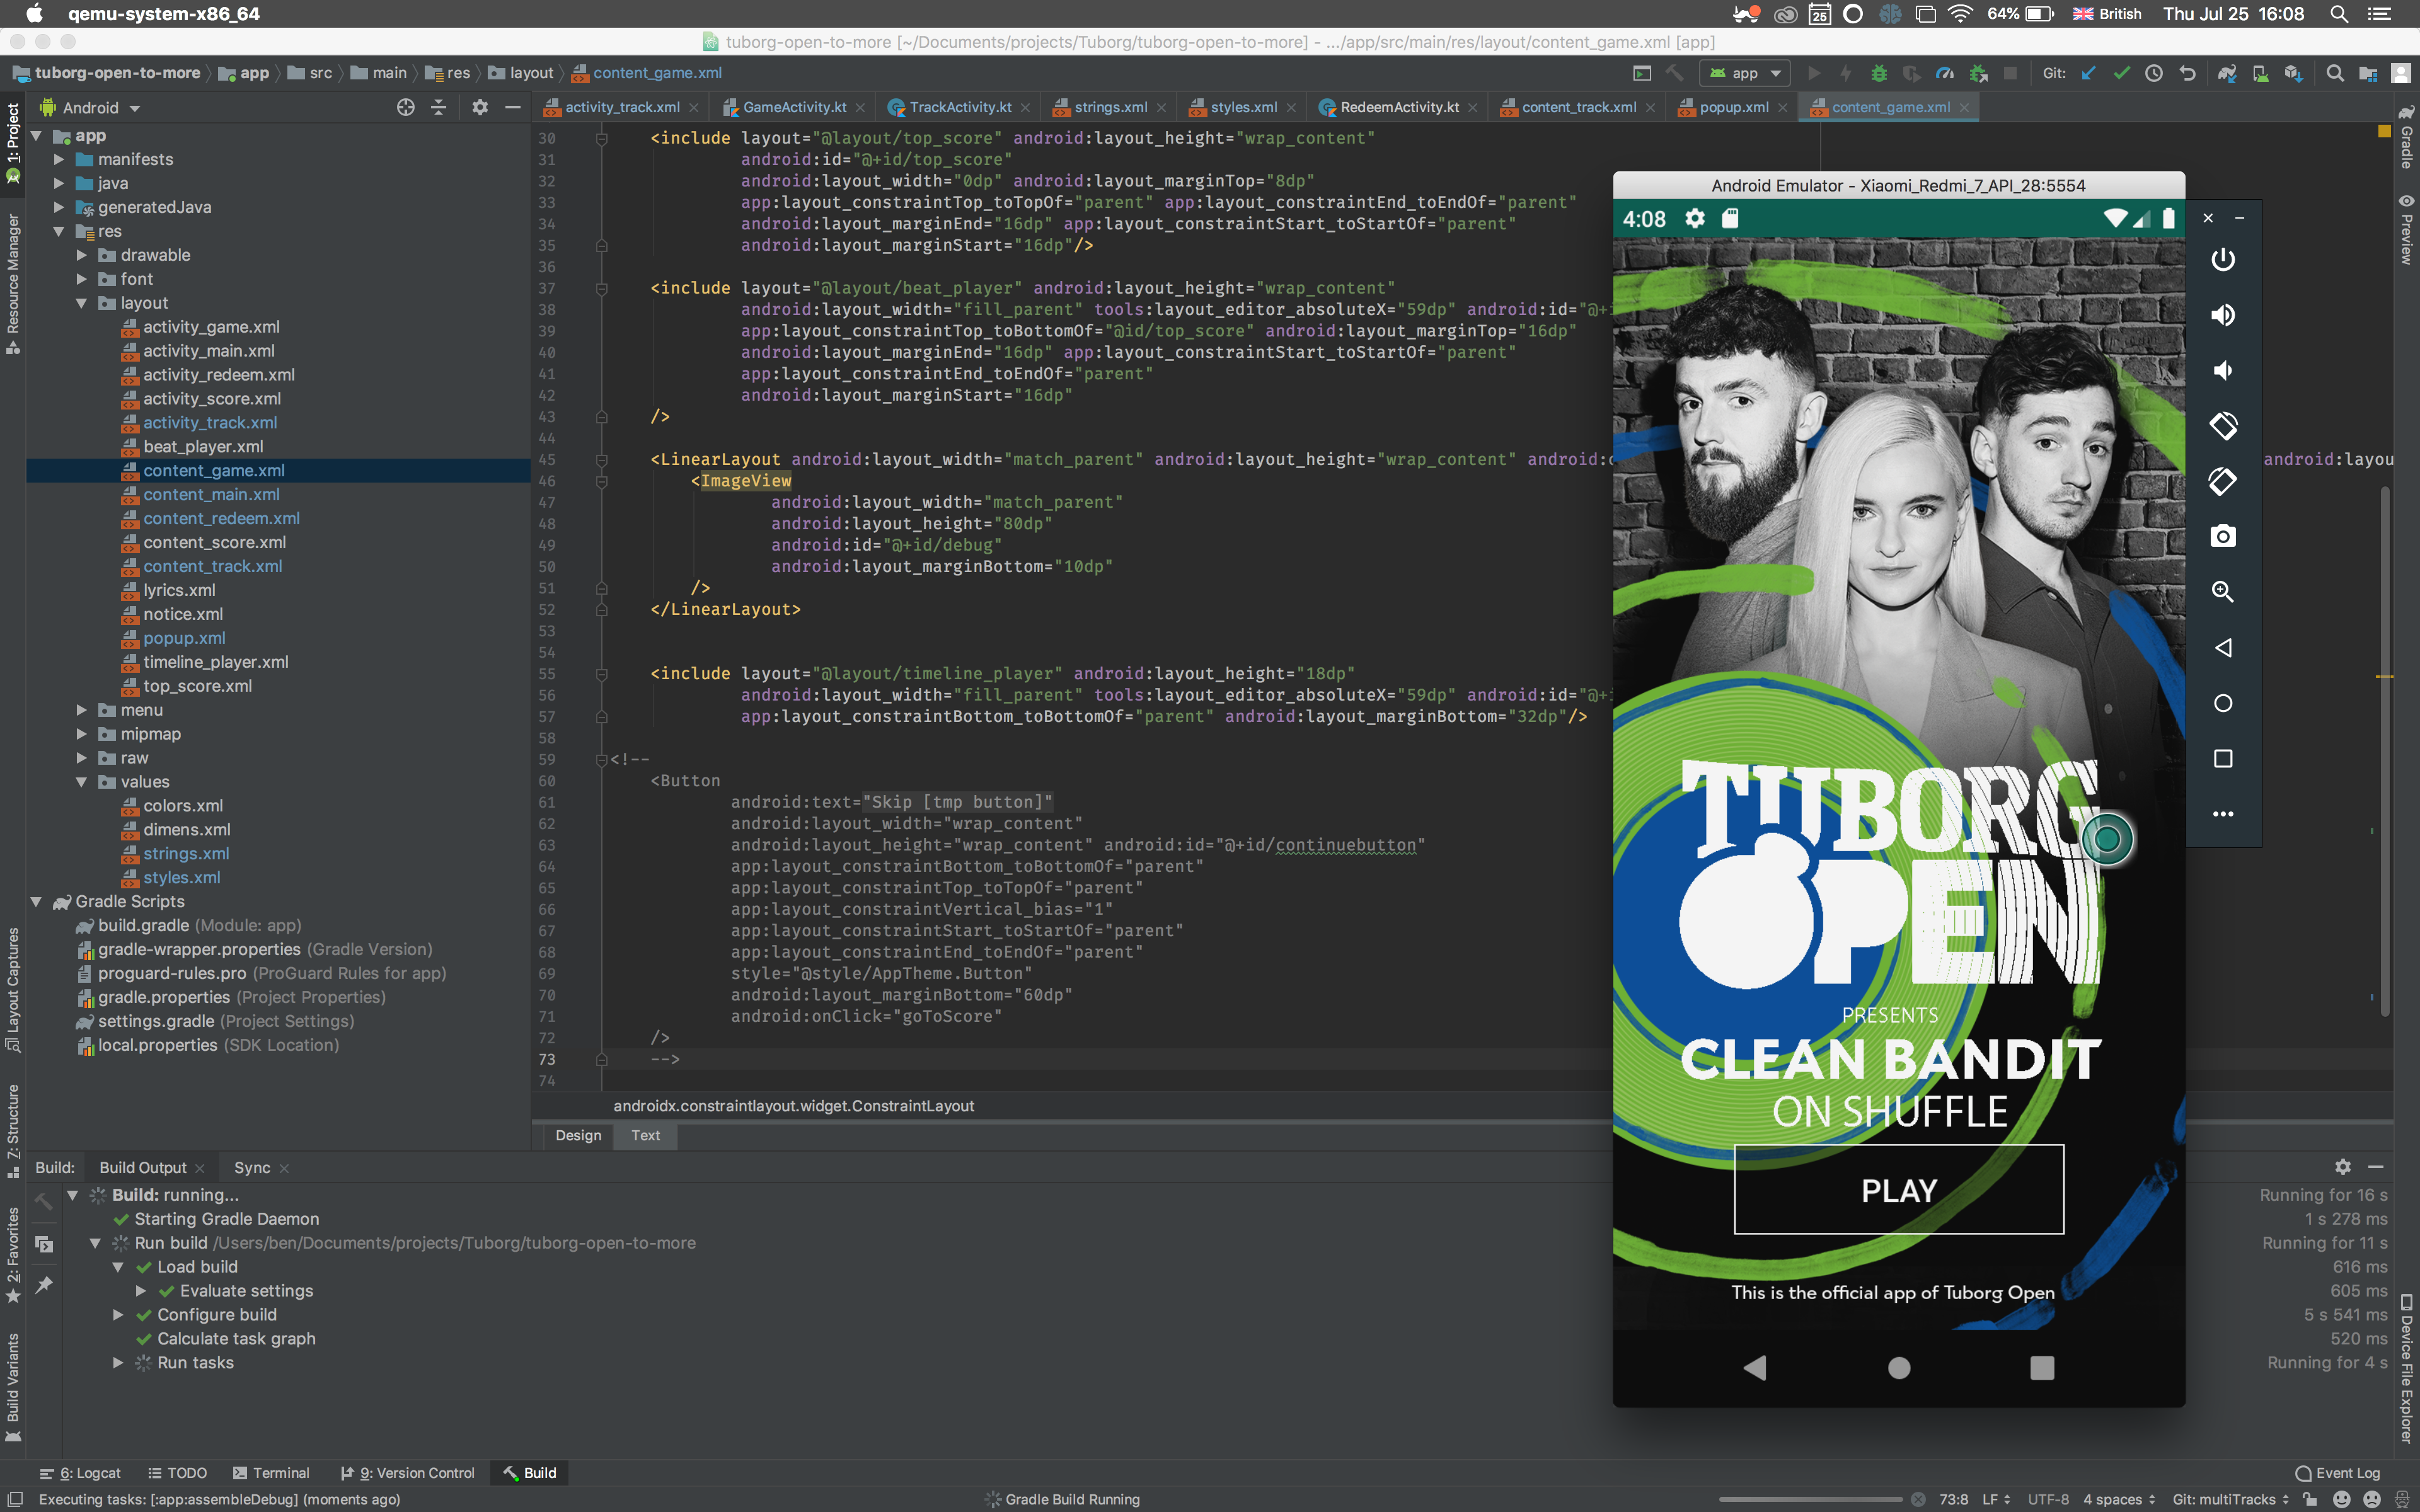 qemu-system-x86_64
25
64%
British
Thu Jul 25 16:08
tuborg-open-to-more [~/Documents/projects/Tuborg/tuborg-open-to-more] - .../app/src/main/res/layout/content_game.xml [app]
tuborg-open-to-more
app
src
main
res
layout
content_game.xml
app
Git:
Android
activity_track.xml
GameActivity.kt
TrackActivity.kt
strings.xml
styles.xml
RedeemActivity.kt
content_track.xml
popup.xml
content_game.xml
1: Project
Resource Manager
Layout Captures
7: Structure
2: Favorites
Build Variants
app
manifests
java
generatedJava
res
drawable
font
layout
activity_game.xml
activity_main.xml
activity_redeem.xml
activity_score.xml
activity_track.xml
beat_player.xml
content_game.xml
content_main.xml
content_redeem.xml
content_score.xml
content_track.xml
lyrics.xml
notice.xml
popup.xml
timeline_player.xml
top_score.xml
menu
mipmap
raw
values
colors.xml
dimens.xml
strings.xml
styles.xml
Gradle Scripts
build.gradle (Module: app)
gradle-wrapper.properties (Gradle Version)
proguard-rules.pro (ProGuard Rules for app)
gradle.properties (Project Properties)
settings.gradle (Project Settings)
local.properties (SDK Location)
30 <include layout="@layout/top_score" android:layout_height="wrap_content"
31 android:id="@+id/top_score"
32 android:layout_width="0dp" android:layout_marginTop="8dp"
33 app:layout_constraintTop_toTopOf="parent" app:layout_constraintEnd_toEndOf="parent"
34 android:layout_marginEnd="16dp" app:layout_constraintStart_toStartOf="parent"
35 android:layout_marginStart="16dp"/>
36
37 <include layout="@layout/beat_player" android:layout_height="wrap_content"
38 android:layout_width="fill_parent" tools:layout_editor_absoluteX="59dp" android:id="@+i
39 app:layout_constraintTop_toBottomOf="@id/top_score" android:layout_marginTop="16dp"
40 android:layout_marginEnd="16dp" app:layout_constraintStart_toStartOf="parent"
41 app:layout_constraintEnd_toEndOf="parent"
42 android:layout_marginStart="16dp"
43 />
44
45 <LinearLayout android:layout_width="match_parent" android:layout_height="wrap_content" android:o android:layou
46 <ImageView
47 android:layout_width="match_parent"
48 android:layout_height="80dp"
49 android:id="@+id/debug"
50 android:layout_marginBottom="10dp"
51 />
52 </LinearLayout>
53
54
55 <include layout="@layout/timeline_player" android:layout_height="18dp"
56 android:layout_width="fill_parent" tools:layout_editor_absoluteX="59dp" android:id="@+i
57 app:layout_constraintBottom_toBottomOf="parent" android:layout_marginBottom="32dp"/>
58
59 <!--
60 <Button
61 android:text="Skip [tmp button]"
62 android:layout_width="wrap_content"
63 android:layout_height="wrap_content" android:id="@+id/continuebutton"
64 app:layout_constraintBottom_toBottomOf="parent"
65 app:layout_constraintTop_toTopOf="parent"
66 app:layout_constraintVertical_bias="1"
67 app:layout_constraintStart_toStartOf="parent"
68 app:layout_constraintEnd_toEndOf="parent"
69 style="@style/AppTheme.Button"
70 android:layout_marginBottom="60dp"
71 android:onClick="goToScore"
72 />
73 -->
74
androidx.constraintlayout.widget.ConstraintLayout
Design
Text
Android Emulator - Xiaomi_Redmi_7_API_28:5554
4:08
TUBORG
OPEN
PRESENTS
CLEAN BANDIT
ON SHUFFLE
PLAY
This is the official app of Tuborg Open
Gradle
Preview
Device File Explorer
Build:
Build Output
Sync
Build: running...
Running for 16 s
Starting Gradle Daemon
1 s 278 ms
Run build /Users/ben/Documents/projects/Tuborg/tuborg-open-to-more
Running for 11 s
Load build
616 ms
Evaluate settings
605 ms
Configure build
5 s 541 ms
Calculate task graph
520 ms
Run tasks
Running for 4 s
6: Logcat
TODO
Terminal
9: Version Control
Build
Event Log
Executing tasks: [:app:assembleDebug] (moments ago)
Gradle Build Running
73:8
LF
UTF-8
4 spaces
Git: multiTracks